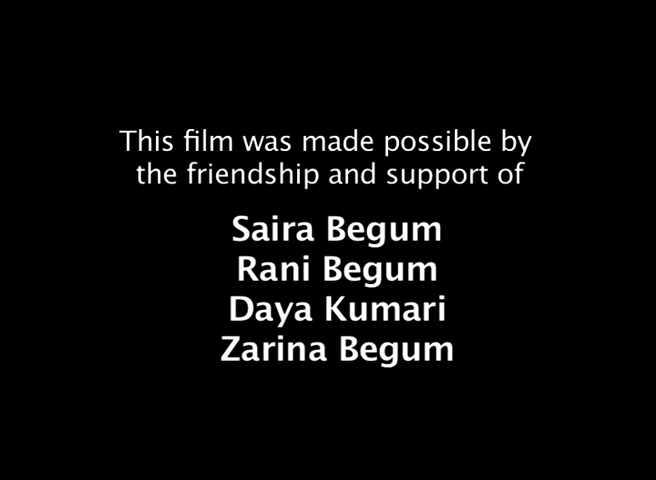 This film was made possible by
the friendship and support of
Saira Begum
Rani Begum
Daya Kumari
Zarina Begum